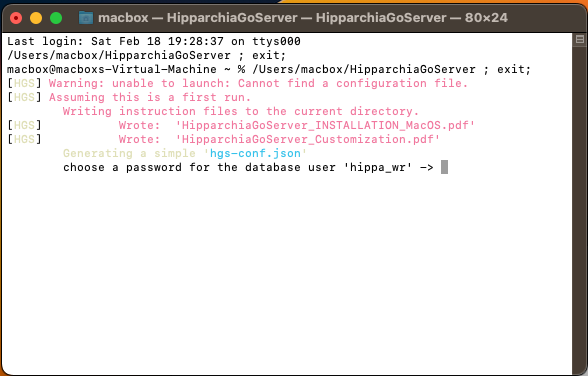 macbox — HipparchiaGoServer — HipparchiaGoServer — 80×24
Last login: Sat Feb 18 19:28:37 on ttys000
/Users/macbox/HipparchiaGoServer ; exit;
macbox@macboxs-Virtual-Machine ~ % /Users/macbox/HipparchiaGoServer ; exit;
[HGS] Warning: unable to launch: Cannot find a configuration file.
[HGS] Assuming this is a first run.
Writing instruction files to the current directory.
[HGS] Wrote: 'HipparchiaGoServer_INSTALLATION_MacOS.pdf'
[HGS] Wrote: 'HipparchiaGoServer_Customization.pdf'
Generating a simple 'hgs-conf.json'
choose a password for the database user 'hippa_wr' ->